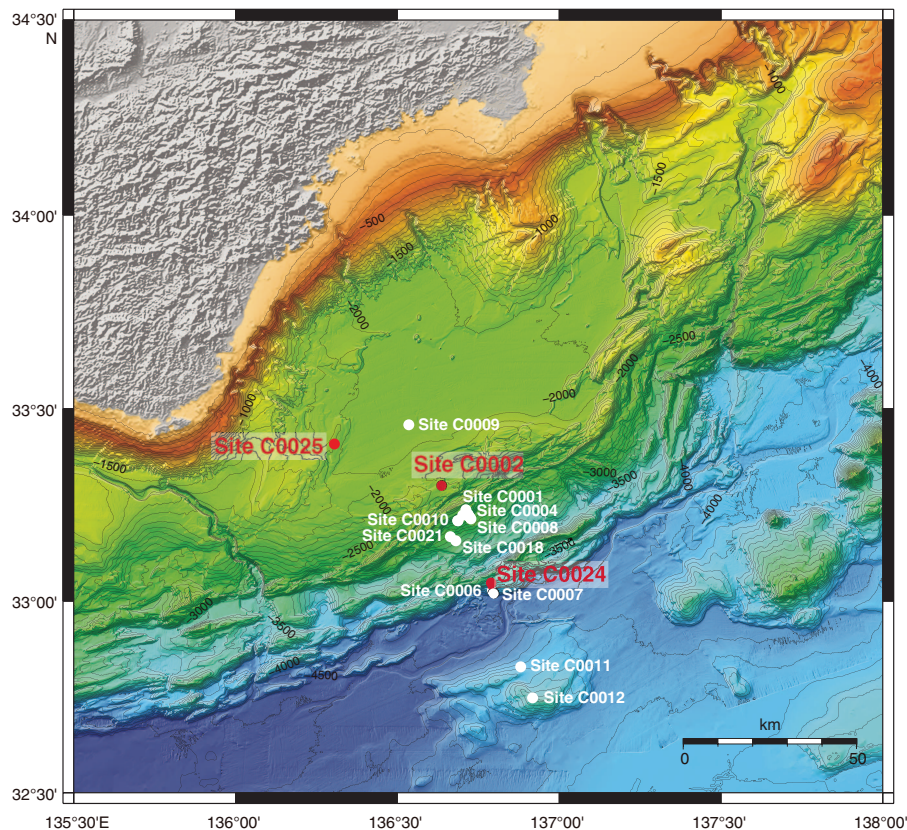 34°30'
N
-1000
-1500
-500
-1000
34°00'
-1500
-2000
-2500
-2000
-4000
-2000
33°30'
-1000
Site C0009
Site C0025
Site C0002
-1500
-3000
-3500
-4000
-4000
-2000
Site C0001
Site C0004
Site C0010
Site C0008
Site C0021
Site C0018
-3500
-2500
Site C0024
Site C0006
Site C0007
33°00'
-3000
-3500
-4000
4500
Site C0011
Site C0012
km
0
50
32°30'
135°30'E
136°00'
136°30'
137°00'
137°30'
138°00'